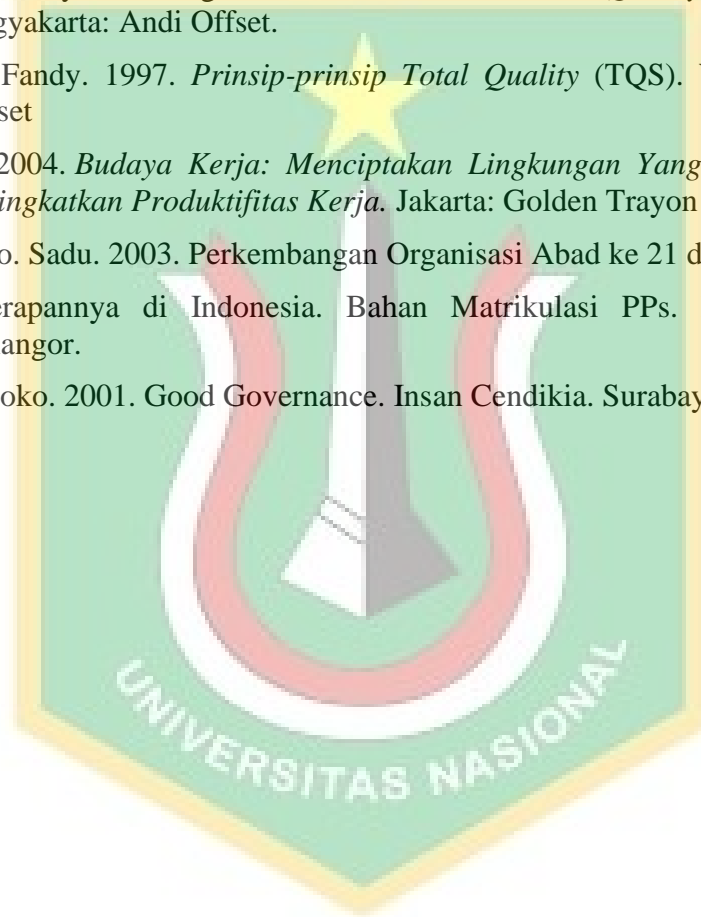 gyakarta: Andi Offset.
Fandy. 1997. Prinsip-prinsip Total Quality (TQS).
set
2004. Budaya Kerja: Menciptakan Lingkungan Yang
ingkatkan Produktifitas Kerja. Jakarta: Golden Trayon
o. Sadu. 2003. Perkembangan Organisasi Abad ke 21 d
erapannya di Indonesia. Bahan Matrikulasi PPs.
angor.
oko. 2001. Good Governance. Insan Cendikia. Surabay
UNIVERSITAS NASIONAL